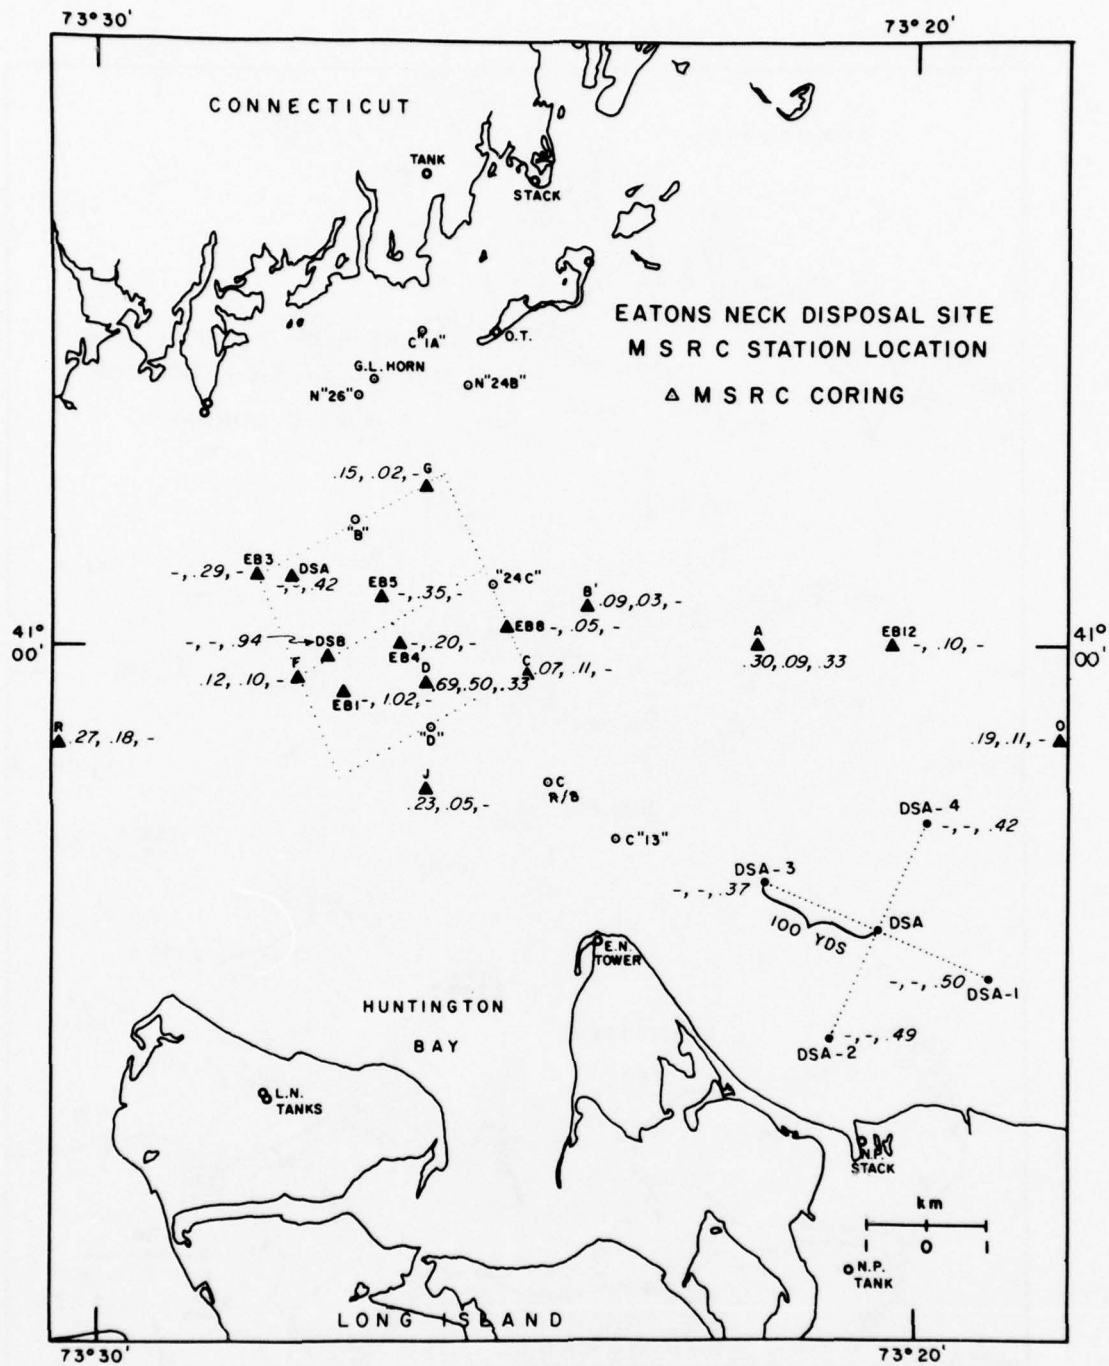 73°30'
73°20'
CONNECTICUT
TANK
STACK
EATONS NECK DISPOSAL SITE
MSRC STATION LOCATION
△ MSRC CORING
C"1A"
O.T.
G.L. HORN
N"26"
N"24B"
G
.15, .02, -
"B"
EB3
-, .29, -
DSA
-, -, .42
EB5
-, .35, -
"24C"
B'
.09, .03, -
41°
00'
-, -, .94
DSB
EB4
-, .20, -
EB8 -, .05, -
A
.30, .09, .33
EB12
-, .10, -
41°
00'
F
.12, .10, -
EB1 -, 1.02, -
D
.69, .50, .33
C
.07, .11, -
R
.27, .18, -
"D"
O
.19, .11, -
J
.23, .05, -
C
R/B
C"13"
DSA-4
-, -, .42
DSA-3
-, -, .37
100 YDS
DSA
-, -, .50
DSA-1
-, -, .49
DSA-2
E.N.
TOWER
HUNTINGTON
BAY
L.N.
TANKS
N.P.
STACK
km
1 0 1
N.P.
TANK
LONG ISLAND
73°30'
73°20'